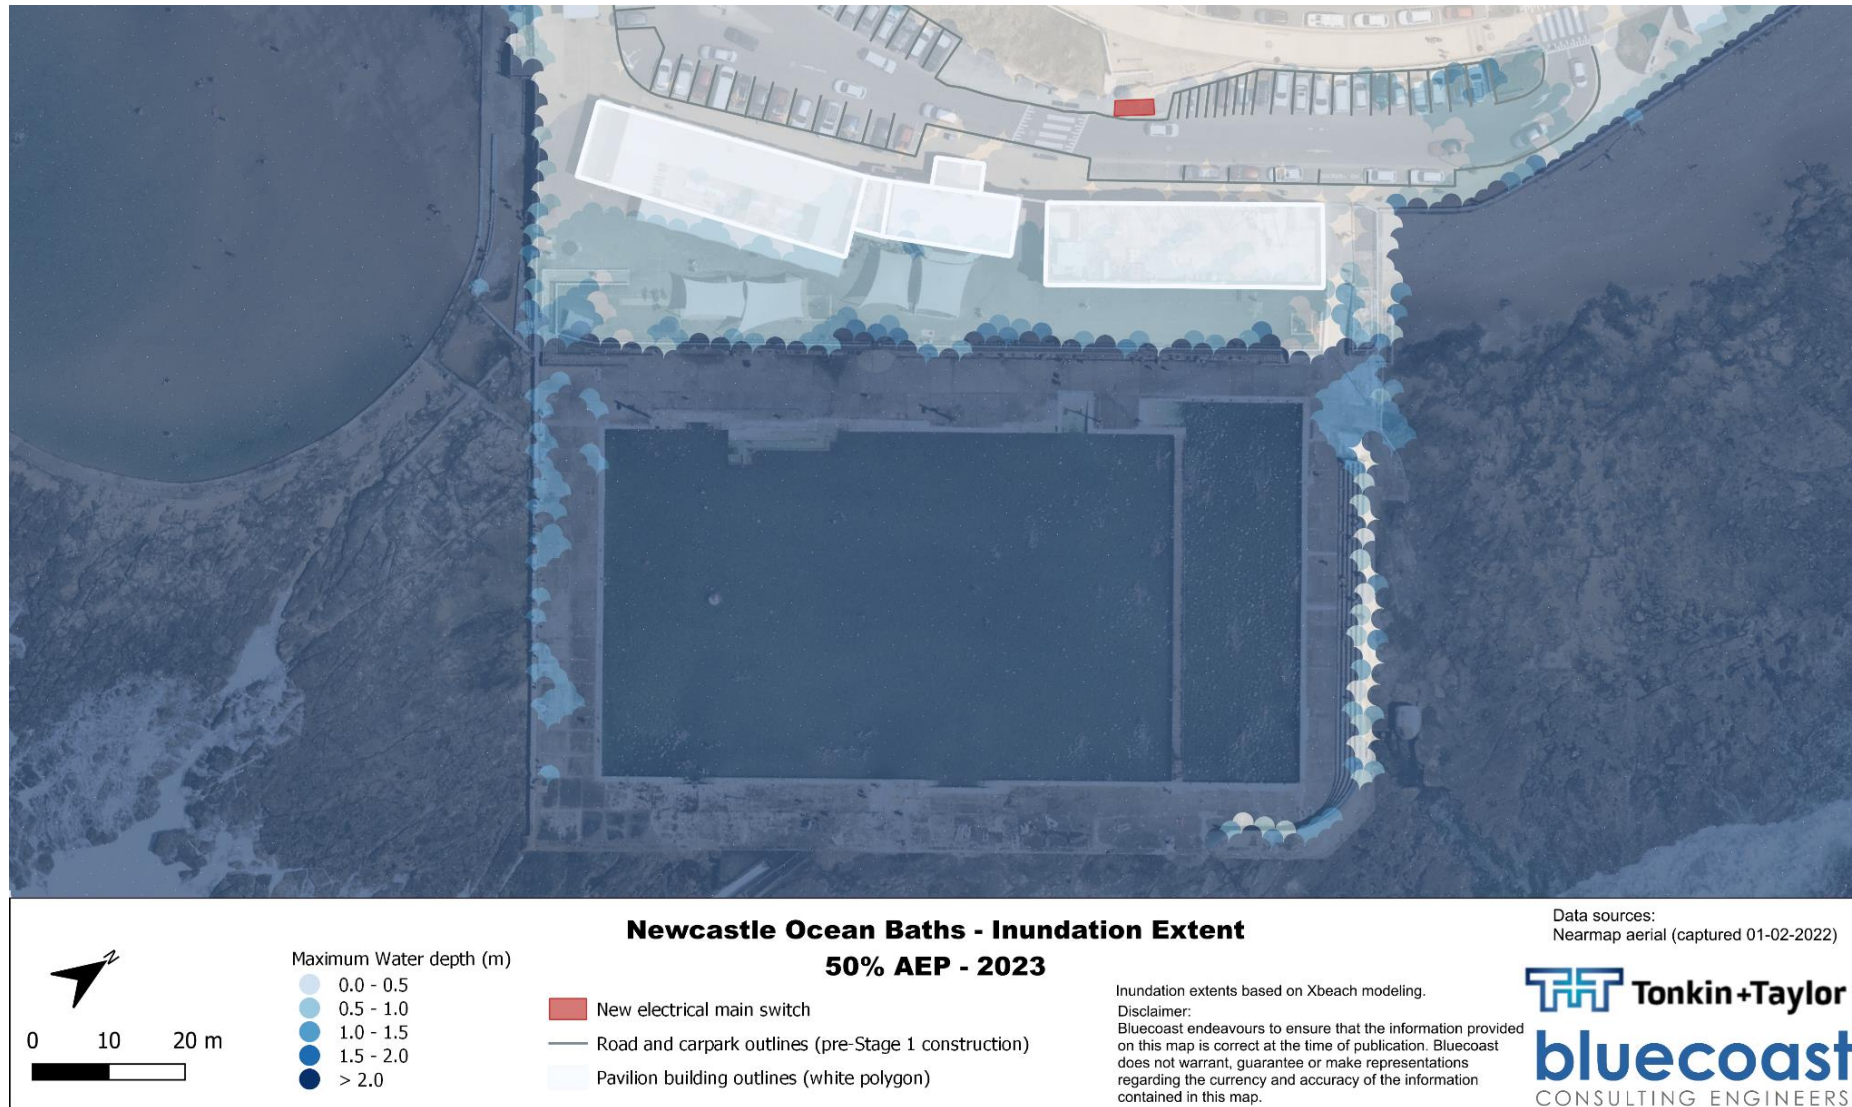 Newcastle Ocean Baths - Inundation Extent
50% AEP - 2023
Data sources:
Nearmap aerial (captured 01-02-2022)
N
0 10 20 m
Maximum Water depth (m)
0.0 - 0.5
0.5 - 1.0
1.0 - 1.5
1.5 - 2.0
> 2.0
New electrical main switch
Road and carpark outlines (pre-Stage 1 construction)
Pavilion building outlines (white polygon)
Inundation extents based on Xbeach modeling.
Disclaimer:
Bluecoast endeavours to ensure that the information provided
on this map is correct at the time of publication. Bluecoast
does not warrant, guarantee or make representations
regarding the currency and accuracy of the information
contained in this map.
T+T Tonkin+Taylor
bluecoast
CONSULTING ENGINEERS